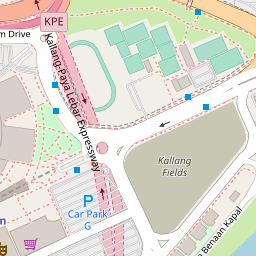 KPE
m Drive
Kallang-Paya Lebar Expressway
Kallang
Fields
P
Car Park
G
Benaan Kapal